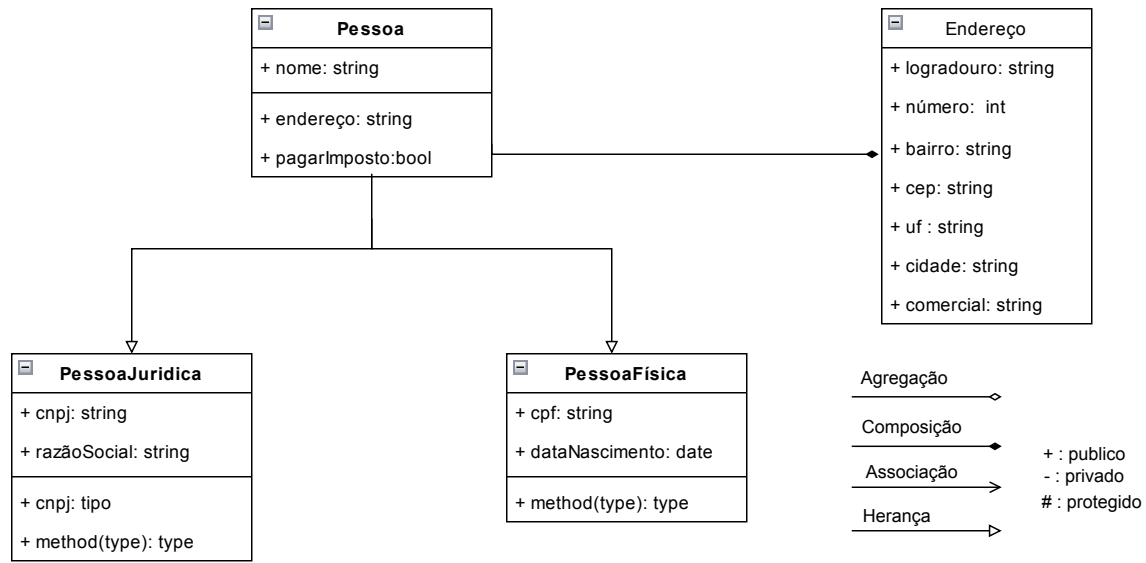 Pessoa
+ nome: string
+ endereço: string
+ pagarImposto:bool
Endereço
+ logradouro: string
+ número: int
+ bairro: string
+ cep: string
+ uf : string
+ cidade: string
+ comercial: string
PessoaJuridica
+ cnpj: string
+ razãoSocial: string
+ cnpj: tipo
+ method(type): type
PessoaFísica
+ cpf: string
+ dataNascimento: date
+ method(type): type
Agregação
Composição
Associação
Herança
+ : publico
- : privado
# : protegido